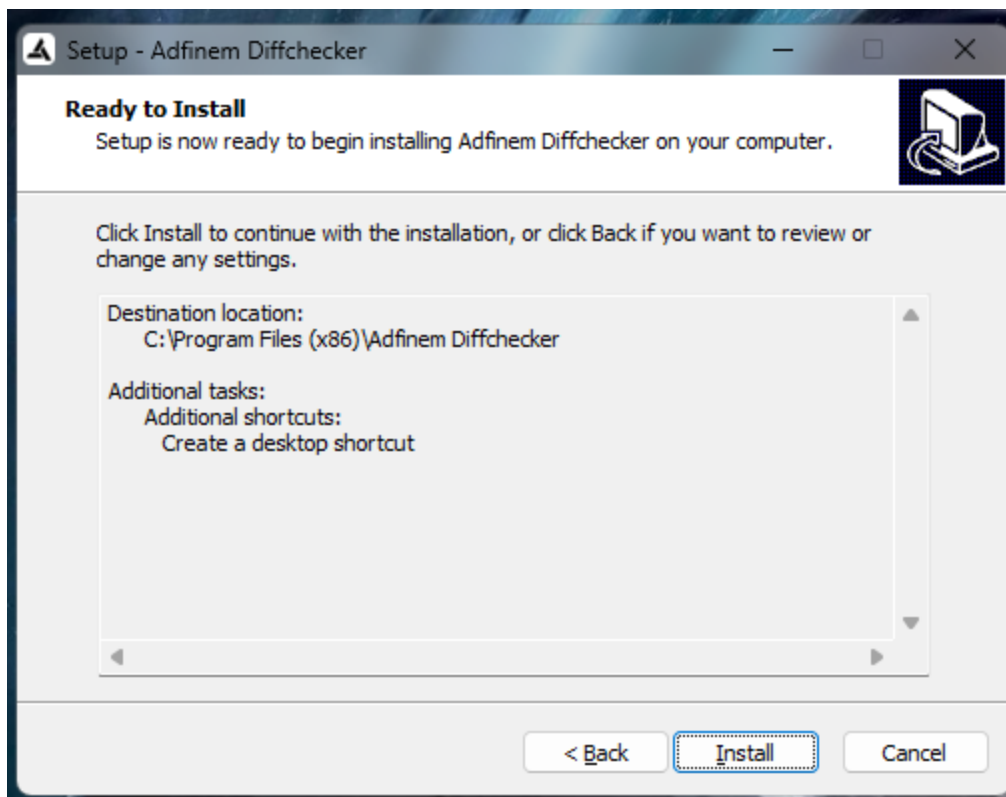 Setup - Adfinem Diffchecker
Ready to Install
Setup is now ready to begin installing Adfinem Diffchecker on your computer.
Click Install to continue with the installation, or click Back if you want to review or
change any settings.
Destination location:
C:\Program Files (x86)\Adfinem Diffchecker
Additional tasks:
Additional shortcuts:
Create a desktop shortcut
< Back
Install
Cancel